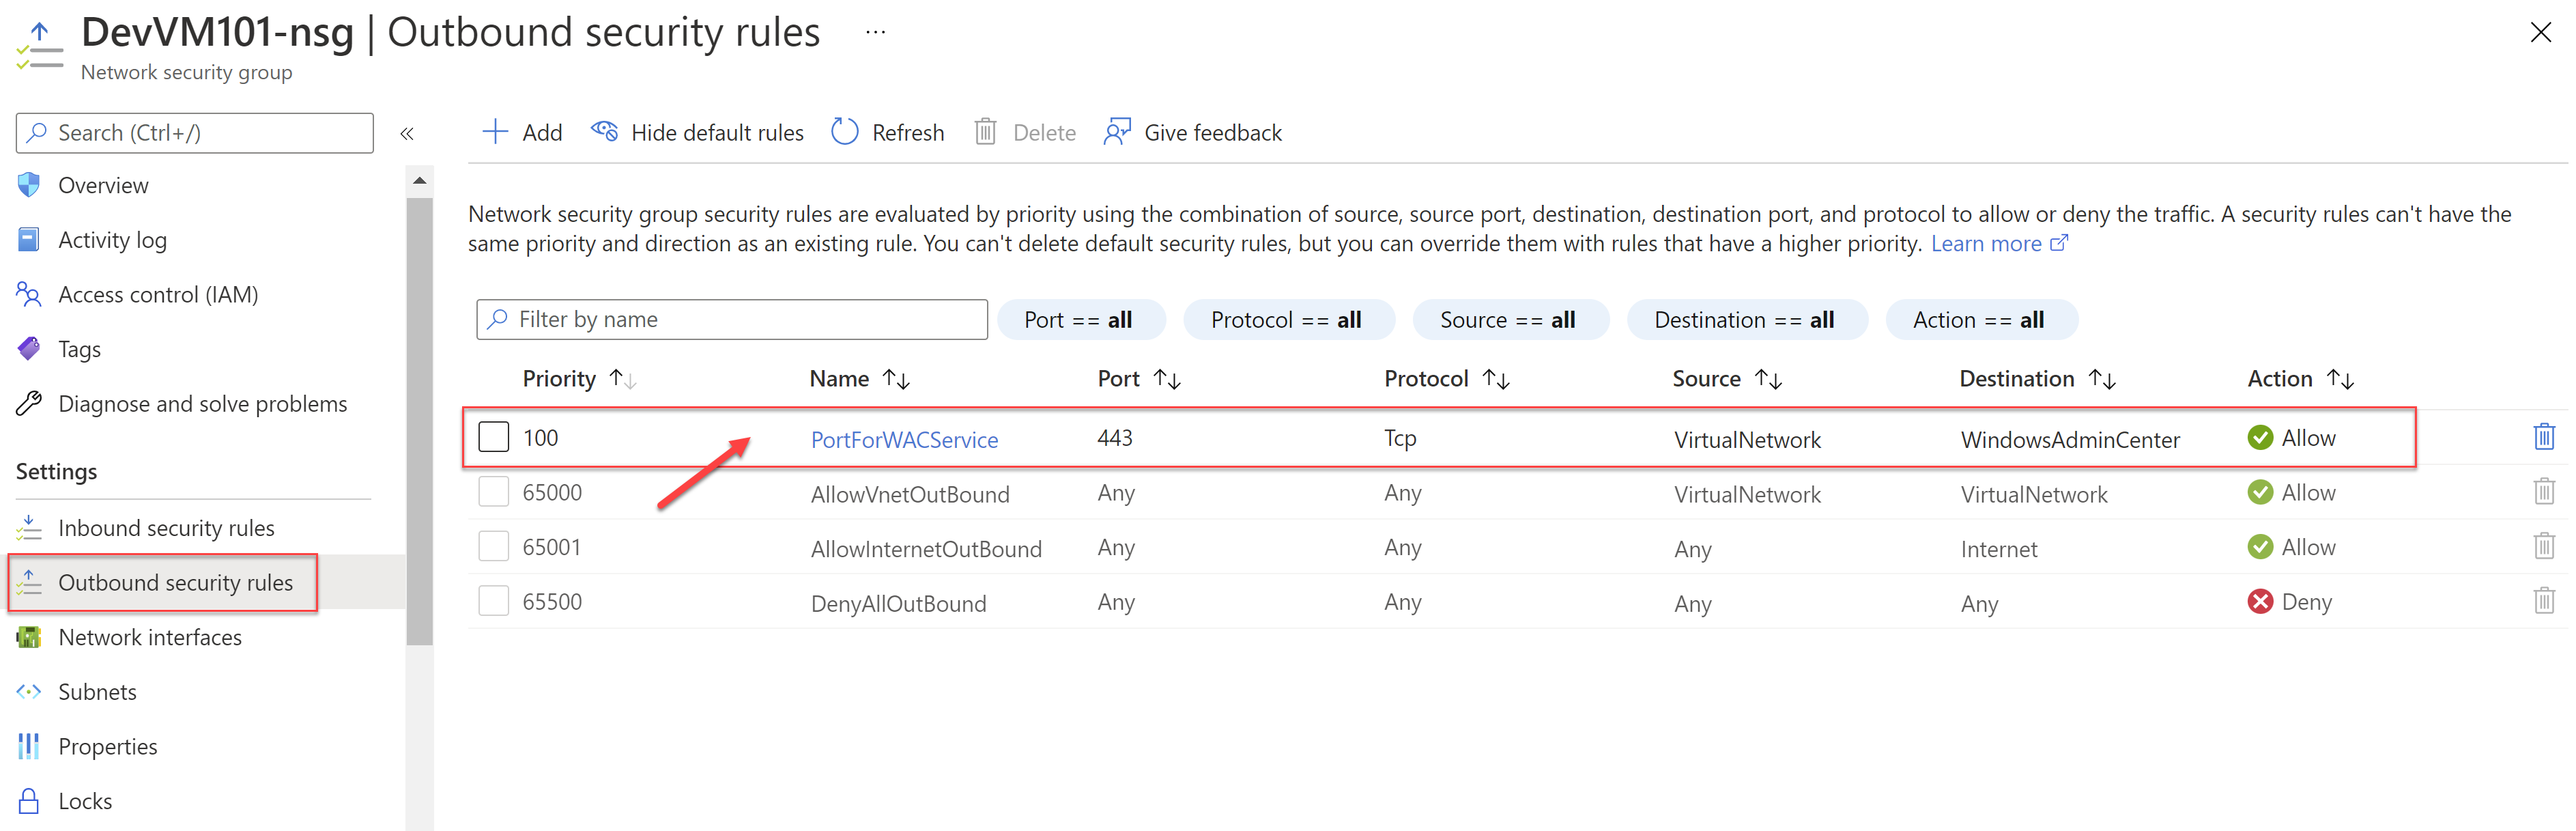 DevVM101-nsg | Outbound security rules ...
Network security group
Search (Ctrl+/)
«
Overview
Activity log
Access control (IAM)
Tags
Diagnose and solve problems
Settings
Inbound security rules
Outbound security rules
Network interfaces
Subnets
Properties
Locks
Add Hide default rules Refresh Delete Give feedback
Network security group security rules are evaluated by priority using the combination of source, source port, destination, destination port, and protocol to allow or deny the traffic. A security rules can't have the
same priority and direction as an existing rule. You can't delete default security rules, but you can override them with rules that have a higher priority. Learn more
Filter by name Port == all Protocol == all Source == all Destination == all Action == all
Priority Name Port Protocol Source Destination Action
100 PortForWACService 443 Tcp VirtualNetwork WindowsAdminCenter Allow
65000 AllowVnetOutBound Any Any VirtualNetwork VirtualNetwork Allow
65001 AllowInternetOutBound Any Any Any Internet Allow
65500 DenyAllOutBound Any Any Any Any Deny